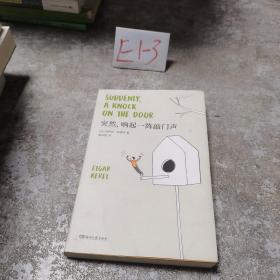 E1-3
SUDDENLY,
A KNOCK
ON THE DOOR
突然,响起一阵敲门声
ETGAR
KERET